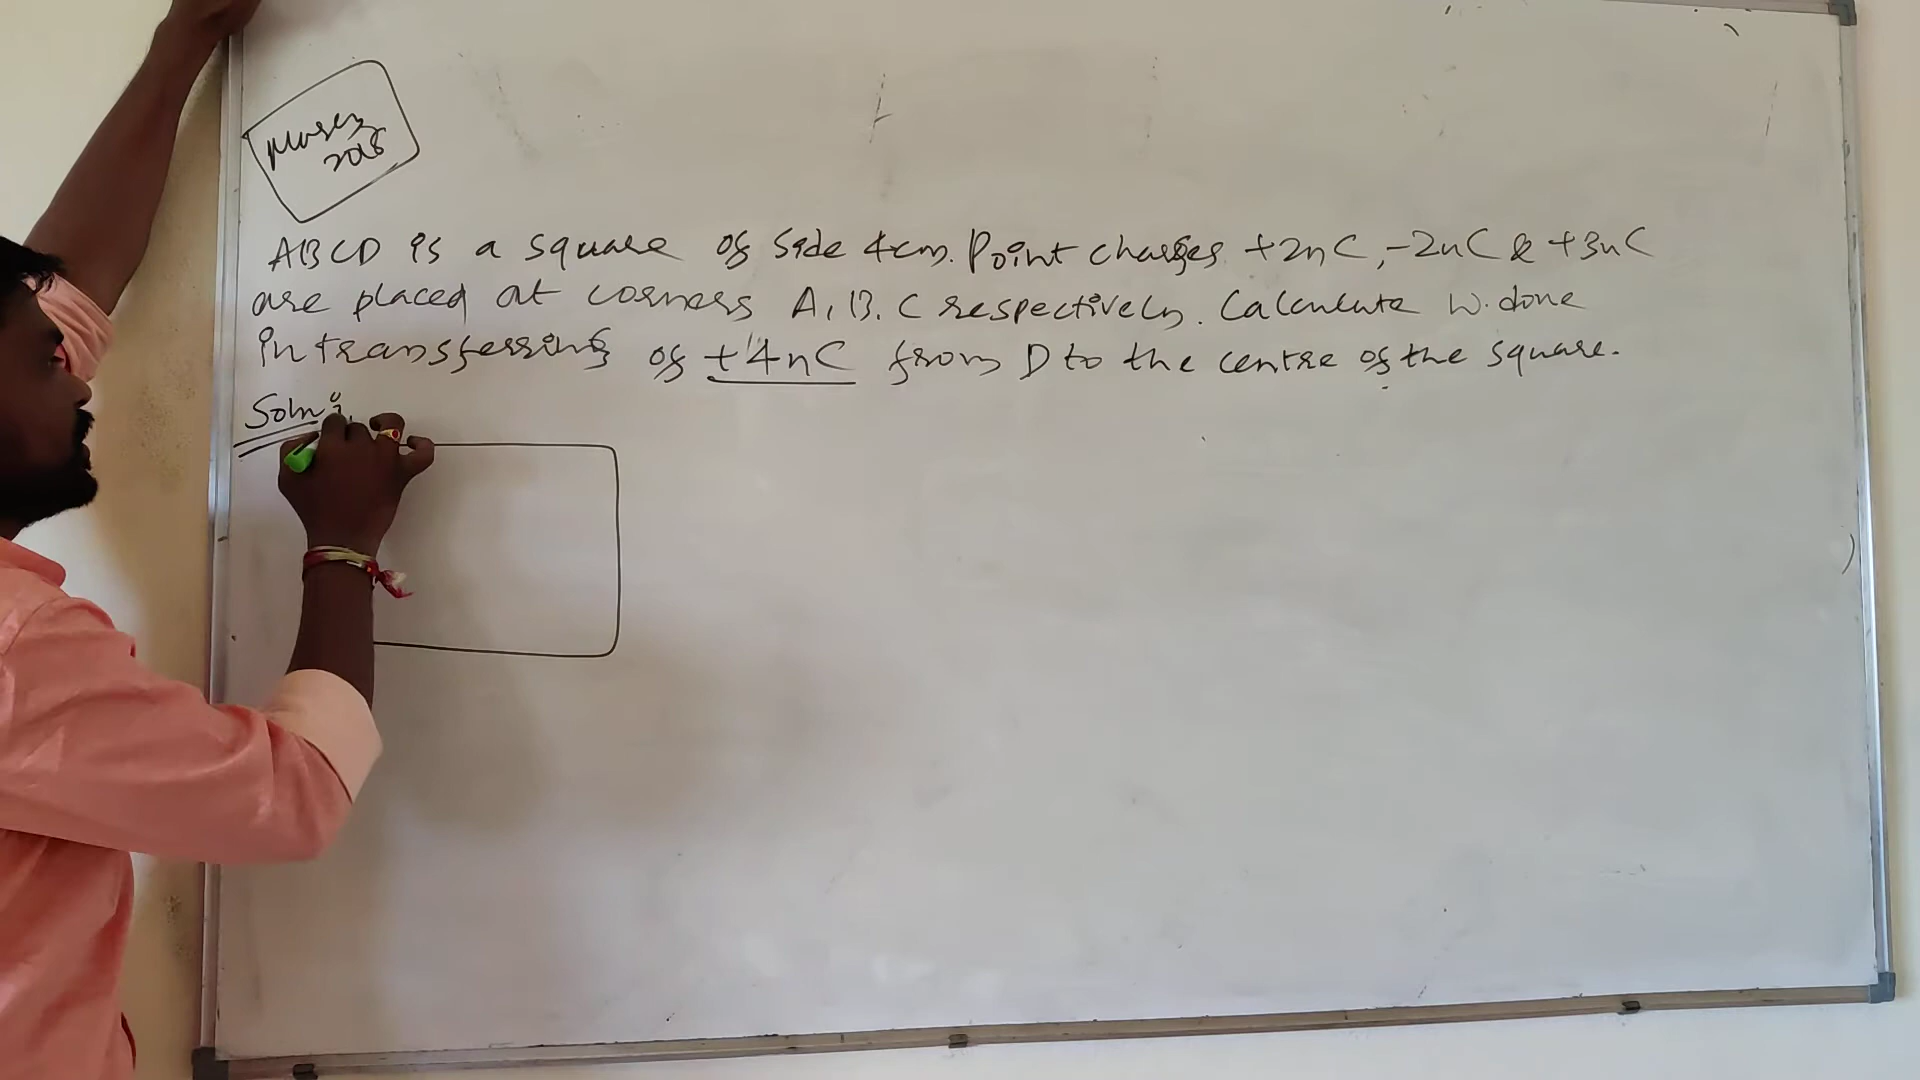 March
2018
ABCD is a square of side 4cm. Point charges +2nC, -2nC & +3nC
are placed at corners A, B, C respectively. Calculate W. done
in transferring of +4nC from D to the centre of the square.
Soln: